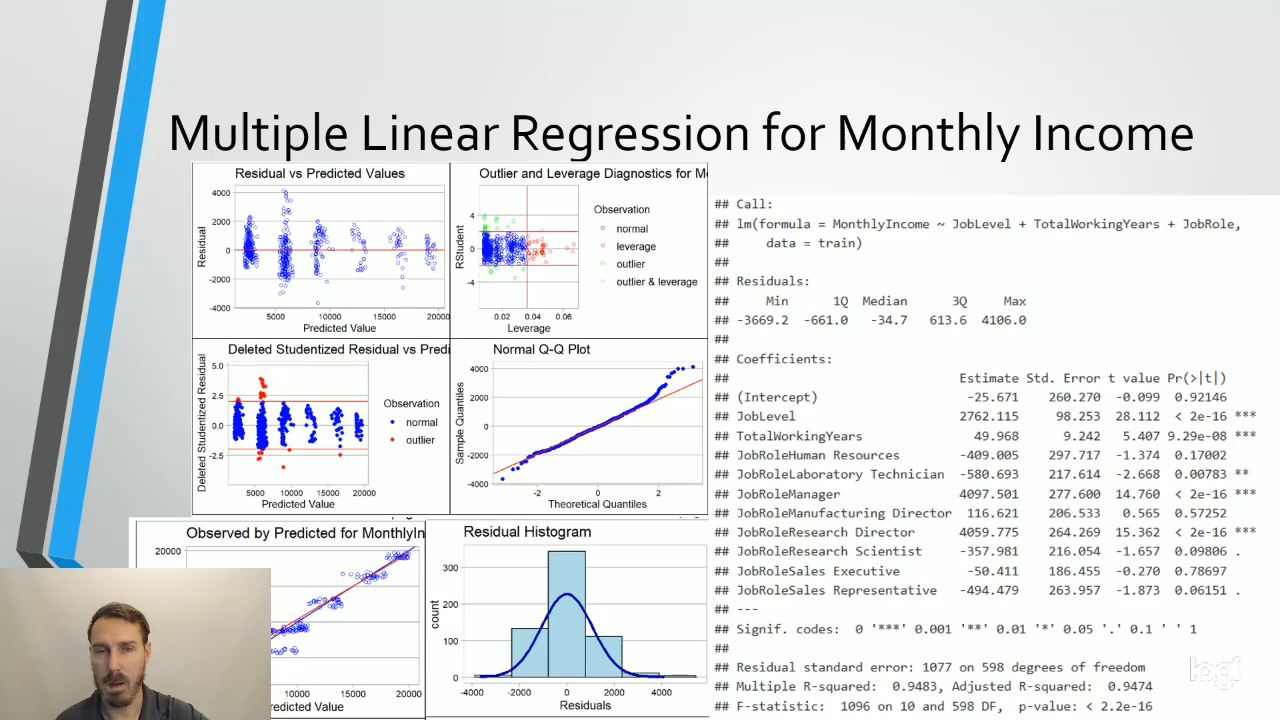 Multiple Linear Regression for Monthly Income
Residual vs Predicted Values
4000
2000
0
-2000
-4000
Residual
5000
10000
15000
20000
Predicted Value
Outlier and Leverage Diagnostics for M
4
0
-4
RStudent
0.02
0.04
0.06
Leverage
Observation
normal
leverage
outlier
outlier & leverage
Deleted Studentized Residual vs Predi
5.0
2.5
0.0
-2.5
Deleted Studentized Residual
5000
10000
15000
20000
Predicted Value
Observation
normal
outlier
Normal Q-Q Plot
4000
2000
0
-2000
-4000
Sample Quantiles
-2
0
2
Theoretical Quantiles
Observed by Predicted for MonthlyIn
20000
10000
15000
20000
redicted Value
Residual Histogram
300
200
100
0
count
-4000
-2000
0
2000
4000
Residuals
## Call:
## lm(formula = MonthlyIncome ~ JobLevel + TotalWorkingYears + JobRole,
## data = train)
##
## Residuals:
## Min 1Q Median 3Q Max
## -3669.2 -661.0 -34.7 613.6 4106.0
##
## Coefficients:
## Estimate Std. Error t value Pr(>|t|)
## (Intercept) -25.671 260.270 -0.099 0.92146
## JobLevel 2762.115 98.253 28.112 < 2e-16 ***
## TotalWorkingYears 49.968 9.242 5.407 9.29e-08 ***
## JobRoleHuman Resources -409.005 297.717 -1.374 0.17002
## JobRoleLaboratory Technician -580.693 217.614 -2.668 0.00783 **
## JobRoleManager 4097.501 277.600 14.760 < 2e-16 ***
## JobRoleManufacturing Director 116.621 206.533 0.565 0.57252
## JobRoleResearch Director 4059.775 264.269 15.362 < 2e-16 ***
## JobRoleResearch Scientist -357.981 216.054 -1.657 0.09806 .
## JobRoleSales Executive -50.411 186.455 -0.270 0.78697
## JobRoleSales Representative -494.479 263.957 -1.873 0.06151 .
## ---
## Signif. codes: 0 '***' 0.001 '**' 0.01 '*' 0.05 '.' 0.1 ' ' 1
##
## Residual standard error: 1077 on 598 degrees of freedom
## Multiple R-squared: 0.9483, Adjusted R-squared: 0.9474
## F-statistic: 1096 on 10 and 598 DF, p-value: < 2.2e-16
logi